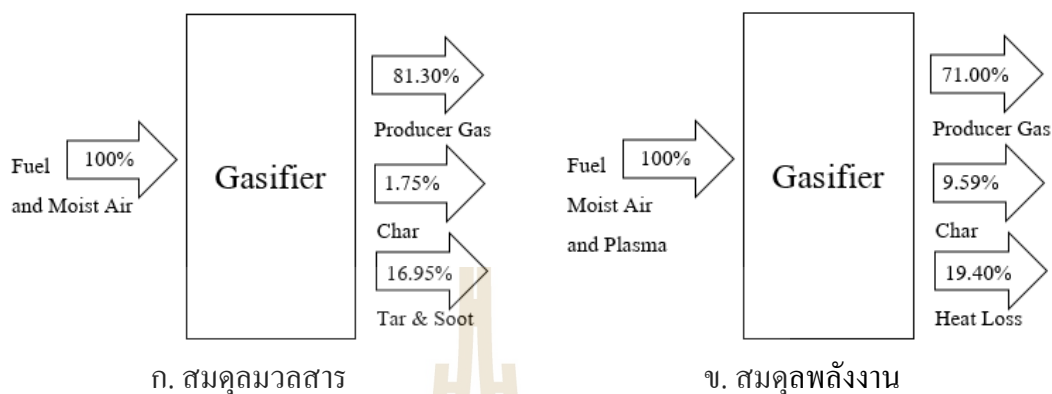 81.30%
Producer Gas
Fuel
100%
and Moist Air
Gasifier
1.75%
Char
16.95%
Tar & Soot
ก. สมดุลมวลสาร
71.00%
Producer Gas
Fuel
100%
Moist Air
and Plasma
Gasifier
9.59%
Char
19.40%
Heat Loss
ข. สมดุลพลังงาน